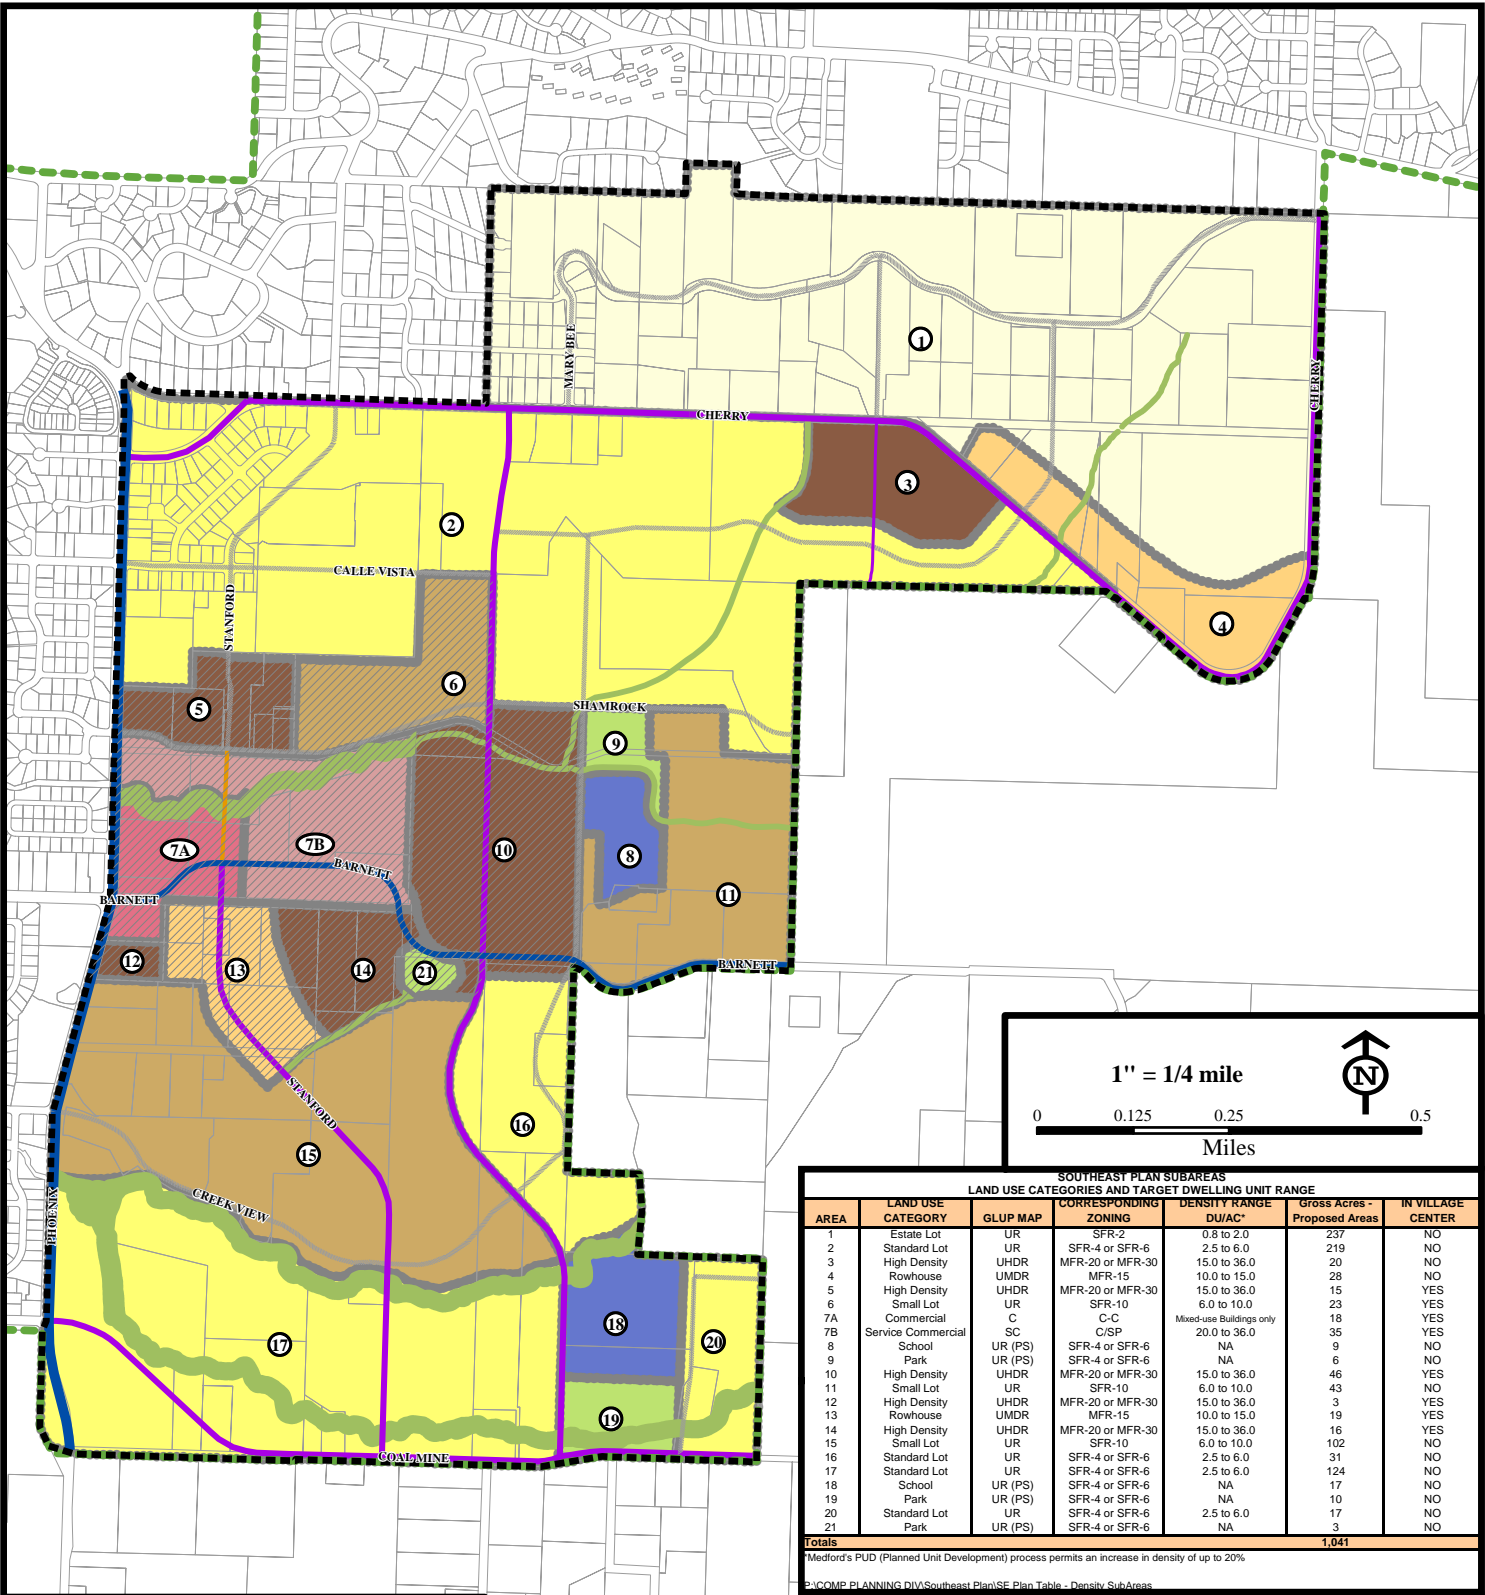 MARY BEE
1
CHERRY
CHERRY
3
2
CALLE VISTA
STANFORD
4
6
5
SHAMROCK
9
7A
7B
10
8
BARNETT
11
BARNETT
12
13
14
21
BARNETT
STANFORD
16
15
CREEK VIEW
PHOENIX
18
17
20
19
COAL MINE
1" = 1/4 mile
N
0 0.125 0.25 0.5
Miles
SOUTHEAST PLAN SUBAREAS
LAND USE CATEGORIES AND TARGET DWELLING UNIT RANGE
AREA LAND USE CATEGORY GLUP MAP CORRESPONDING ZONING DENSITY RANGE DU/AC* Gross Acres - Proposed Areas IN VILLAGE CENTER
1 Estate Lot UR SFR-2 0.8 to 2.0 237 NO
2 Standard Lot UR SFR-4 or SFR-6 2.5 to 6.0 219 NO
3 High Density UHDR MFR-20 or MFR-30 15.0 to 36.0 20 NO
4 Rowhouse UMDR MFR-15 10.0 to 15.0 28 NO
5 High Density UHDR MFR-20 or MFR-30 15.0 to 36.0 15 YES
6 Small Lot UR SFR-10 6.0 to 10.0 23 YES
7A Commercial C C-C Mixed-use Buildings only 18 YES
7B Service Commercial SC C/SP 20.0 to 36.0 35 YES
8 School UR (PS) SFR-4 or SFR-6 NA 9 NO
9 Park UR (PS) SFR-4 or SFR-6 NA 6 NO
10 High Density UHDR MFR-20 or MFR-30 15.0 to 36.0 46 YES
11 Small Lot UR SFR-10 6.0 to 10.0 43 NO
12 High Density UHDR MFR-20 or MFR-30 15.0 to 36.0 3 YES
13 Rowhouse UMDR MFR-15 10.0 to 15.0 19 YES
14 High Density UHDR MFR-20 or MFR-30 15.0 to 36.0 16 YES
15 Small Lot UR SFR-10 6.0 to 10.0 102 NO
16 Standard Lot UR SFR-4 or SFR-6 2.5 to 6.0 31 NO
17 Standard Lot UR SFR-4 or SFR-6 2.5 to 6.0 124 NO
18 School UR (PS) SFR-4 or SFR-6 NA 17 NO
19 Park UR (PS) SFR-4 or SFR-6 NA 10 NO
20 Standard Lot UR SFR-4 or SFR-6 2.5 to 6.0 17 NO
21 Park UR (PS) SFR-4 or SFR-6 NA 3 NO
Totals 1,041
*Medford's PUD (Planned Unit Development) process permits an increase in density of up to 20%
P:\COMP PLANNING DIV\Southeast Plan\SE Plan Table - Density SubAreas